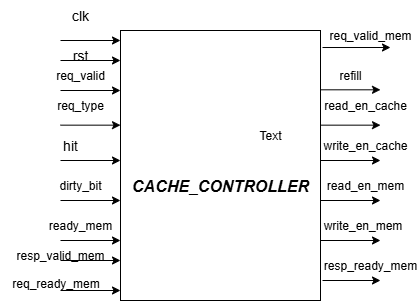 clk
rst
req_valid
req_type
hit
dirty_bit
ready_mem
resp_valid_mem
req_ready_mem
Text
CACHE_CONTROLLER
req_valid_mem
refill
read_en_cache
write_en_cache
read_en_mem
write_en_mem
resp_ready_mem